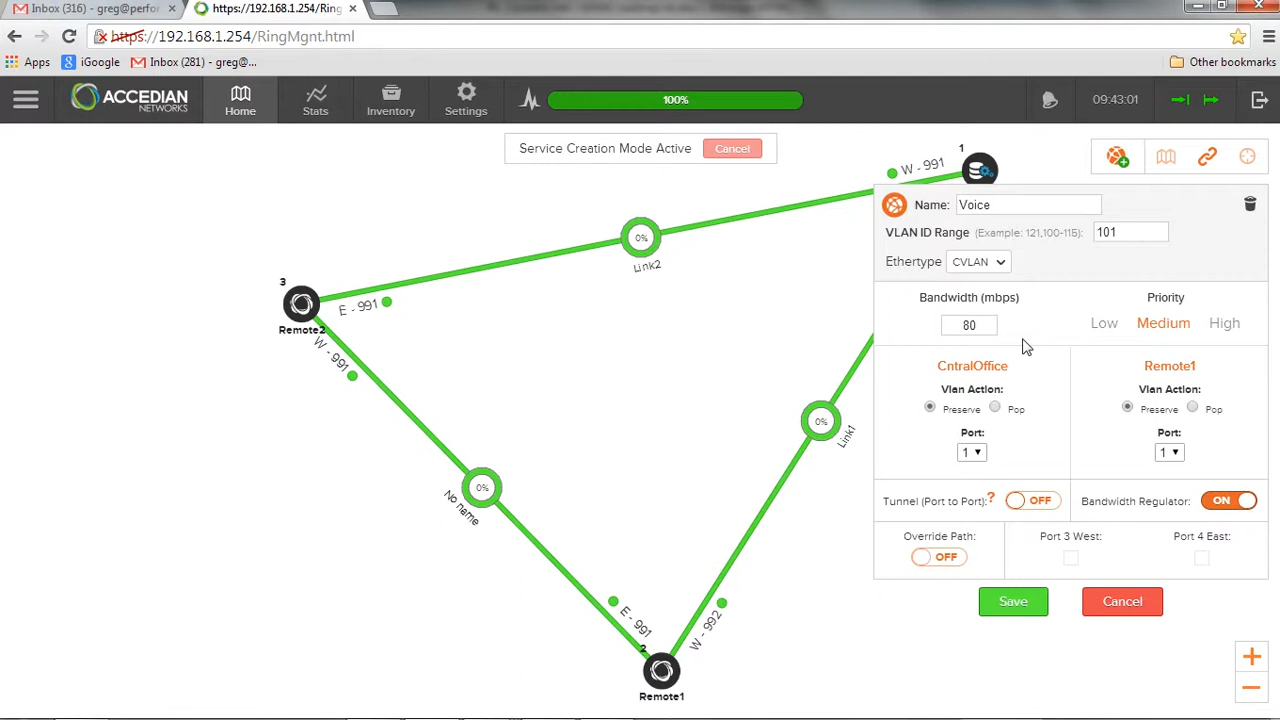 Inbox (316) - greg@perfor
https://192.168.1.254/Ring
https://192.168.1.254/RingMgnt.html
Apps
iGoogle
Inbox (281) - greg@...
Other bookmarks
ACCEDIAN
NETWORKS
Home
Stats
Inventory
Settings
100%
09:43:01
Service Creation Mode Active
Cancel
1
W - 991
0%
Link2
3
E - 991
Remote2
W - 991
0%
No name
0%
Link1
E - 991
W - 992
2
Remote1
Name:
Voice
VLAN ID Range (Example: 121,100-115):
101
Ethertype
CVLAN
Bandwidth (mbps)
Priority
80
Low
Medium
High
CntralOffice
Remote1
Vlan Action:
Vlan Action:
Preserve
Pop
Preserve
Pop
Port:
Port:
1
1
Tunnel (Port to Port):
?
OFF
Bandwidth Regulator:
ON
Override Path:
Port 3 West:
Port 4 East:
OFF
Save
Cancel